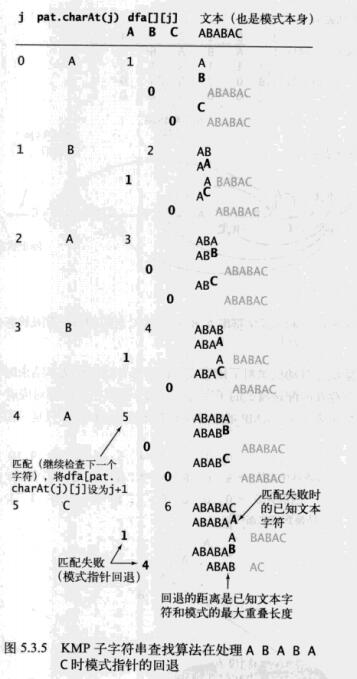 j pat.charAt(j) dfa[][j] 文本（也是模式本身）
A B C ABABAC
0 A 1 A
B
0 ABABAC
C
0 ABABAC
1 B 2 AB
AA
1 A BABAC
AC
0 ABABAC
2 A 3 ABA
ABB
0 ABABAC
ABC
0 ABABAC
3 B 4 ABAB
ABAA
1 A BABAC
ABAC
0 ABABAC
4 A 5 ABABA
ABABB
0 ABABAC
ABABC
0 ABABAC
匹配（继续检查下一个
字符），将dfa[pat.
charAt(j)[j]设为j+1
5 C 6 ABABAC
ABABAA
匹配失败时
的已知文本
字符
1 A BABAC
ABABAB
匹配失败
（模式指针回退）
4 ABAB AC
回退的距离是已知文本字
符和模式的最大重叠长度
图 5.3.5 KMP 子字符串查找算法在处理 A B A B A
C 时模式指针的回退